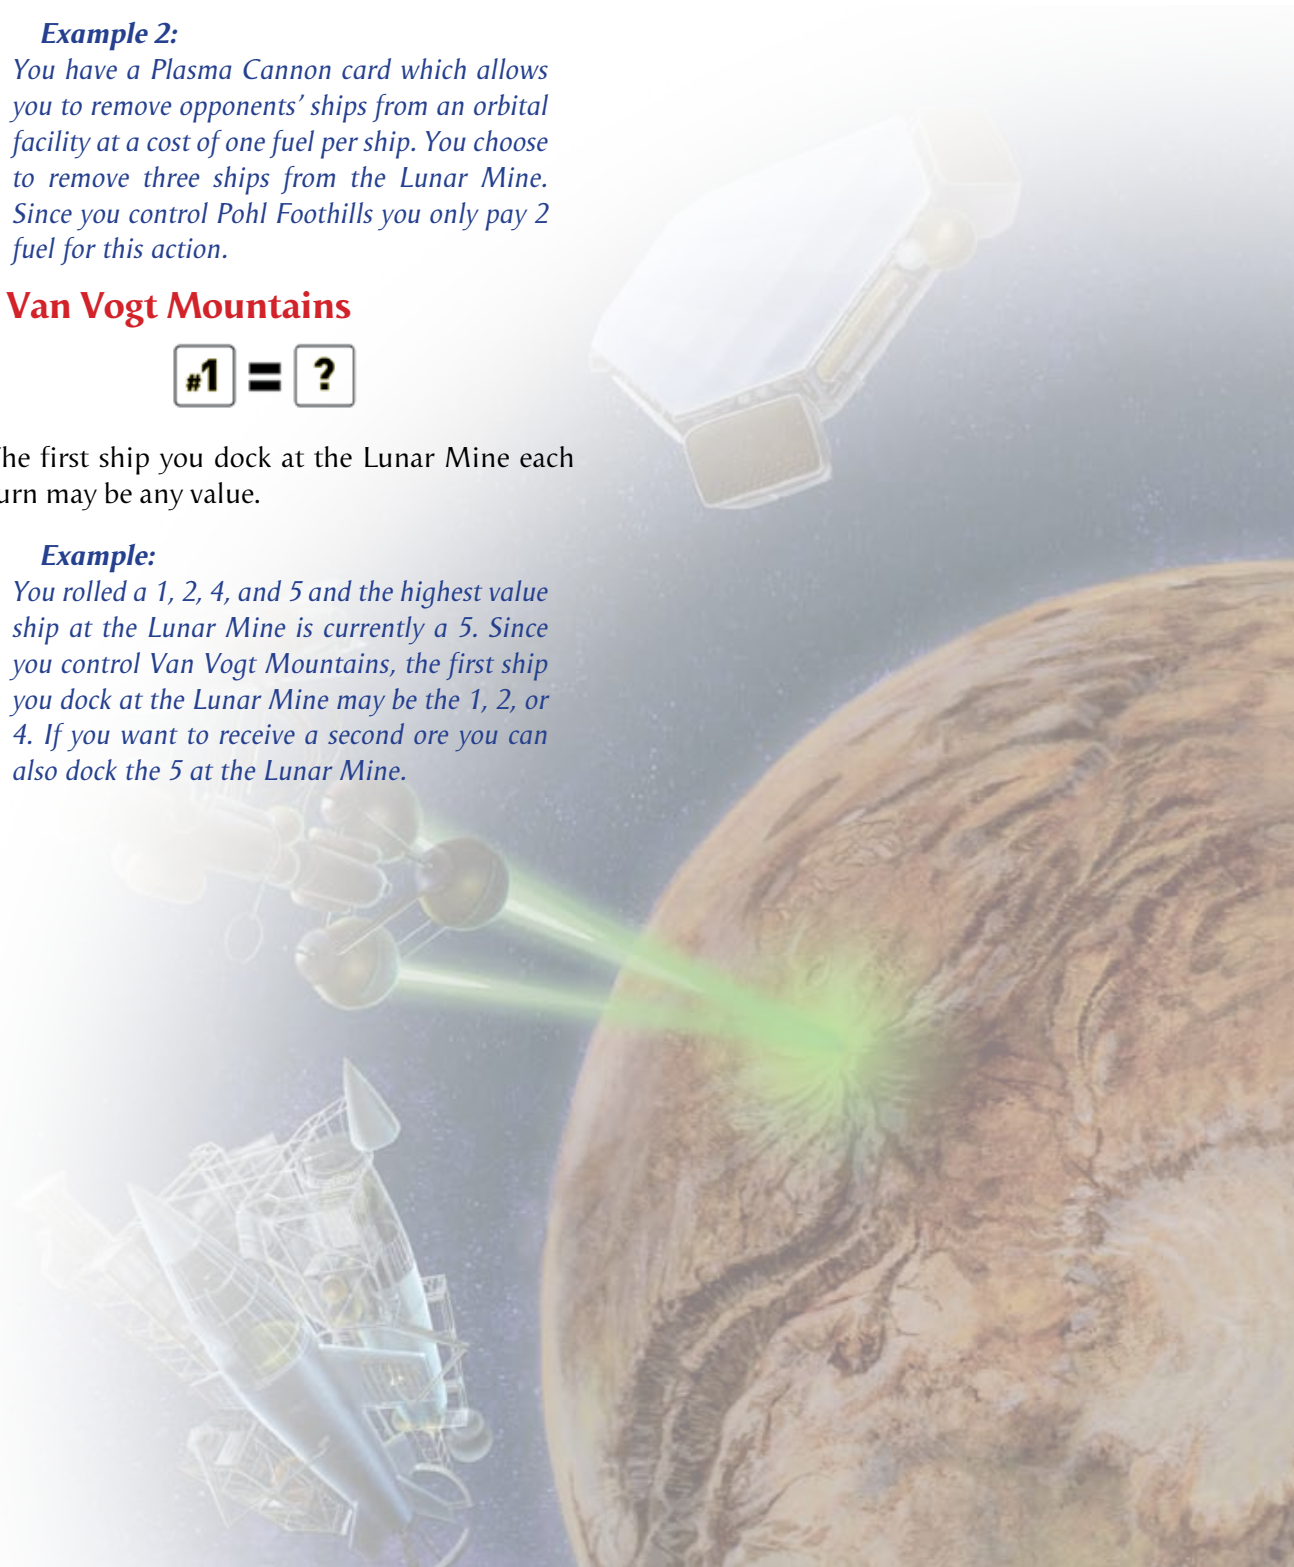 Example 2:
You have a Plasma Cannon card which allows
you to remove opponents’ ships from an orbital
facility at a cost of one fuel per ship. You choose
to remove three ships from the Lunar Mine.
Since you control Pohl Foothills you only pay 2
fuel for this action.
Van Vogt Mountains
#1 = ?
he first ship you dock at the Lunar Mine each
urn may be any value.
Example:
You rolled a 1, 2, 4, and 5 and the highest value
ship at the Lunar Mine is currently a 5. Since
you control Van Vogt Mountains, the first ship
you dock at the Lunar Mine may be the 1, 2, or
4. If you want to receive a second ore you can
also dock the 5 at the Lunar Mine.